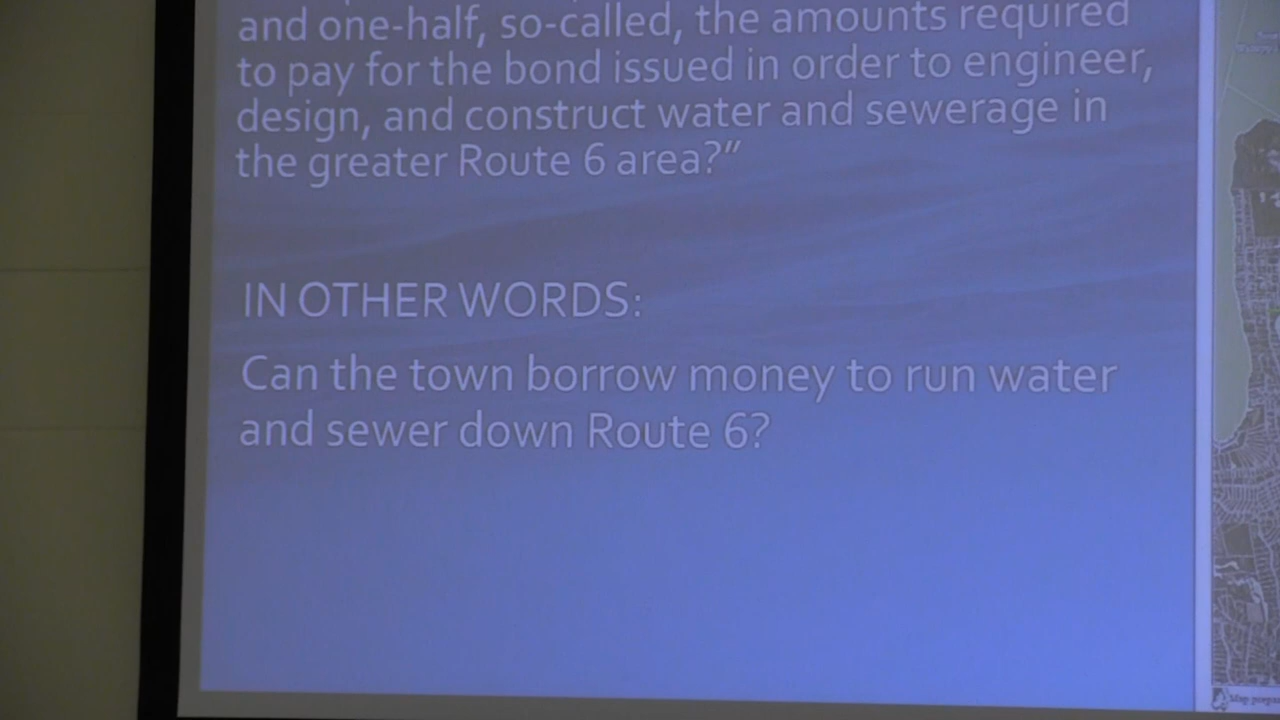 and one-half, so-called, the amounts required
to pay for the bond issued in order to engineer,
design, and construct water and sewerage in
the greater Route 6 area?"
IN OTHER WORDS:
Can the town borrow money to run water
and sewer down Route 6?